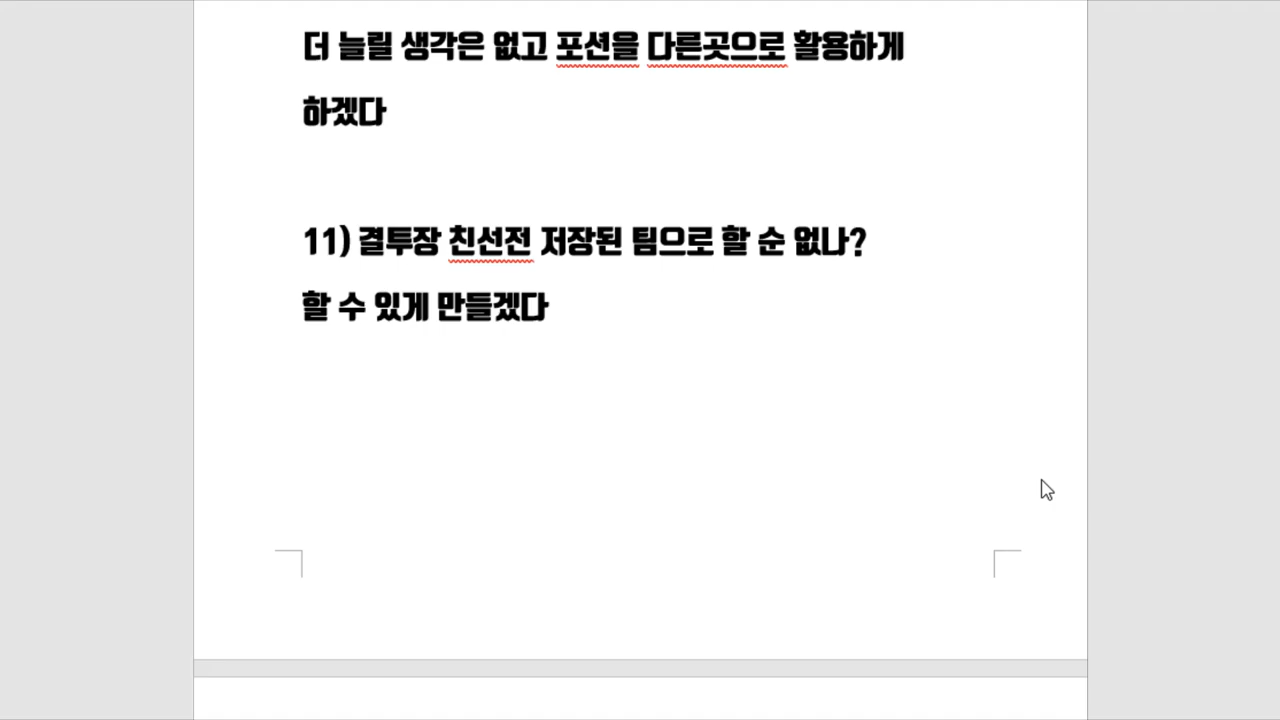 더 늘릴 생각은 없고 포션을 다른곳으로 활용하게
하겠다
11) 결투장 친선전 저장된 팀으로 할 순 없나?
할 수 있게 만들겠다